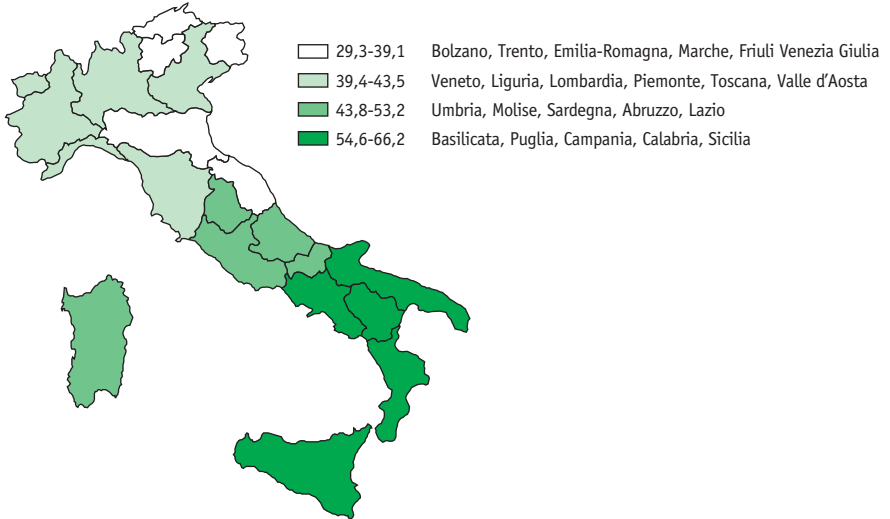 29,3-39,1 Bolzano, Trento, Emilia-Romagna, Marche, Friuli Venezia Giulia
39,4-43,5 Veneto, Liguria, Lombardia, Piemonte, Toscana, Valle d'Aosta
43,8-53,2 Umbria, Molise, Sardegna, Abruzzo, Lazio
54,6-66,2 Basilicata, Puglia, Campania, Calabria, Sicilia